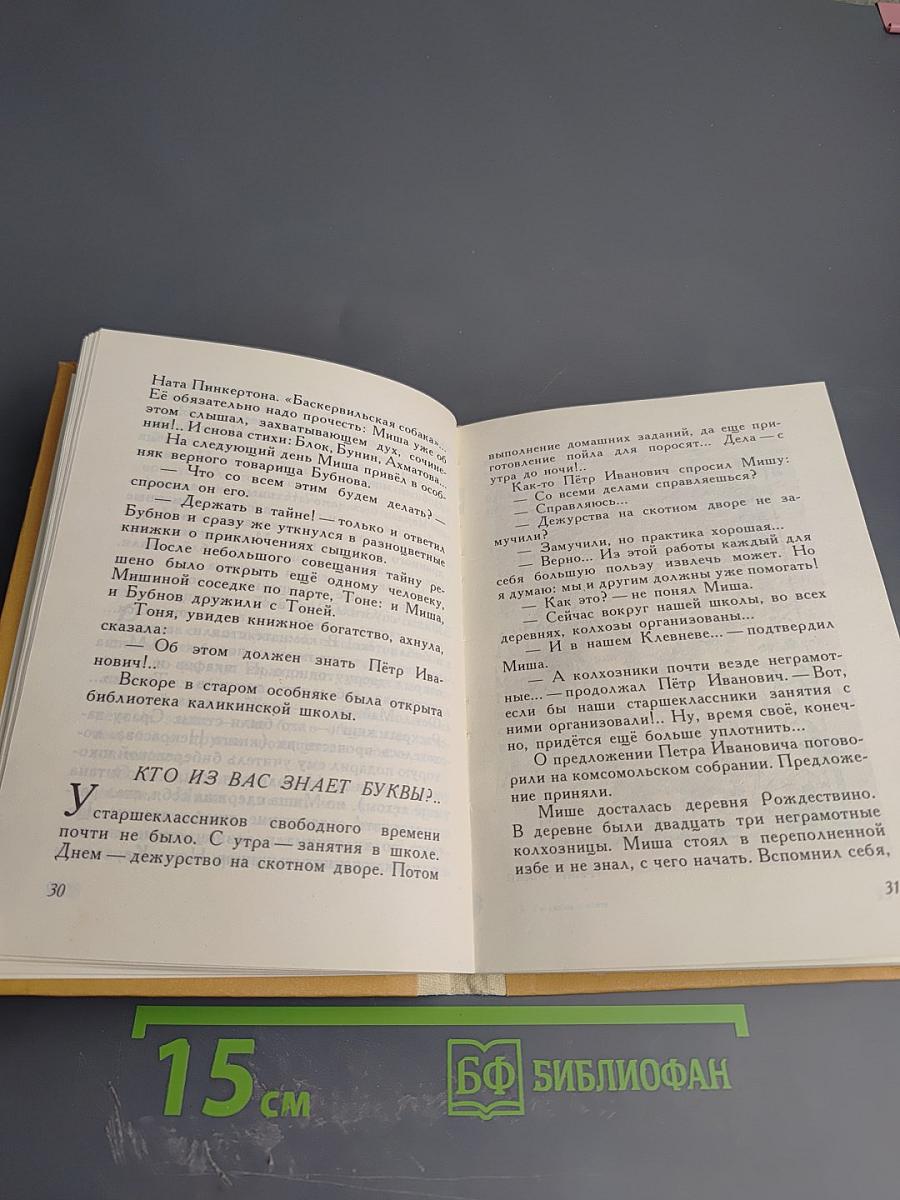 Ната Пинкертона. «Баскервильская собака»...
Её обязательно надо прочесть: Миша уже об
этом слышал, захватывающем дух, сочине-
нии!.. И снова стихи: Блок, Бунин, Ахматова...
На следующий день Миша привёл в особ-
няк верного товарища Бубнова.
— Что со всем этим будем делать? —
спросил он его.
— Держать в тайне! — только и ответил
Бубнов и сразу же уткнулся в разноцветные
книжки о приключениях сыщиков.
После небольшого совещания тайну ре-
шено было открыть ещё одному человеку,
Мишиной соседке по парте, Тоне: и Миша,
и Бубнов дружили с Тоней.
Тоня, увидев книжное богатство, ахнула,
сказала:
— Об этом должен знать Пётр Ива-
нович!..
Вскоре в старом особняке была открыта
библиотека каликинской школы.
КТО ИЗ ВАС ЗНАЕТ БУКВЫ?..
У старшеклассников свободного времени
почти не было. С утра — занятия в школе.
Днем — дежурство на скотном дворе. Потом
30
выполнение домашних заданий, да еще при-
готовление пойла для поросят... Дела — с
утра до ночи!..
Как-то Пётр Иванович спросил Мишу:
— Со всеми делами справляешься?
— Справляюсь...
— Дежурства на скотном дворе не за-
мучили?
— Замучили, но практика хорошая...
— Верно... Из этой работы каждый для
себя большую пользу извлечь может. Но
я думаю: мы и другим должны уже помогать!
— Как это? — не понял Миша.
— Сейчас вокруг нашей школы, во всех
деревнях, колхозы организованы...
— И в нашем Клевневе... — подтвердил
Миша.
— А колхозники почти везде неграмот-
ные... — продолжал Пётр Иванович. — Вот,
если бы наши старшеклассники занятия с
ними организовали!.. Ну, время своё, конеч-
но, придётся ещё больше уплотнить...
О предложении Петра Ивановича погово-
рили на комсомольском собрании. Предложе-
ние приняли.
Мише досталась деревня Рождествино.
В деревне были двадцать три неграмотные
колхозницы. Миша стоял в переполненной
избе и не знал, с чего начать. Вспомнил себя,
31
15 см
БФ БИБЛИОФАН